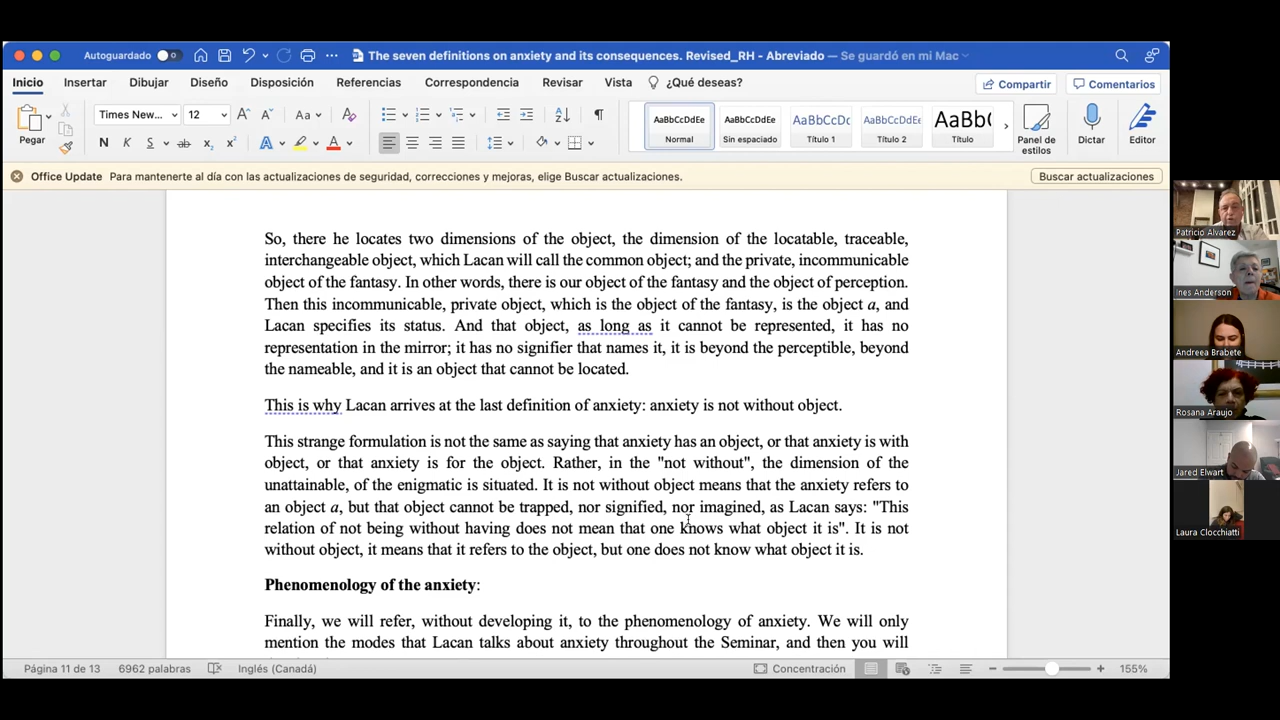 Autoguardado
The seven definitions on anxiety and its consequences. Revised_RH - Abreviado — Se guardó en mi Mac
Inicio Insertar Dibujar Diseño Disposición Referencias Correspondencia Revisar Vista ¿Qué deseas? Compartir Comentarios
Pegar
Times New... 12 Aa
N K S ab x₂ x² A A
AaBbCcDdEe AaBbCcDdEe AaBbCcDc AaBbCcDdEe AaBb(
Normal Sin espaciado Título 1 Título 2 Título Panel de estilos Dictar Editor
Office Update Para mantenerte al día con las actualizaciones de seguridad, correcciones y mejoras, elige Buscar actualizaciones. Buscar actualizaciones
So, there he locates two dimensions of the object, the dimension of the locatable, traceable,
interchangeable object, which Lacan will call the common object; and the private, incommunicable
object of the fantasy. In other words, there is our object of the fantasy and the object of perception.
Then this incommunicable, private object, which is the object of the fantasy, is the object a, and
Lacan specifies its status. And that object, as long as it cannot be represented, it has no
representation in the mirror; it has no signifier that names it, it is beyond the perceptible, beyond
the nameable, and it is an object that cannot be located.
This is why Lacan arrives at the last definition of anxiety: anxiety is not without object.
This strange formulation is not the same as saying that anxiety has an object, or that anxiety is with
object, or that anxiety is for the object. Rather, in the "not without", the dimension of the
unattainable, of the enigmatic is situated. It is not without object means that the anxiety refers to
an object a, but that object cannot be trapped, nor signified, nor imagined, as Lacan says: "This
relation of not being without having does not mean that one knows what object it is". It is not
without object, it means that it refers to the object, but one does not know what object it is.
Phenomenology of the anxiety:
Finally, we will refer, without developing it, to the phenomenology of anxiety. We will only
mention the modes that Lacan talks about anxiety throughout the Seminar, and then you will
Página 11 de 13 6962 palabras Inglés (Canadá) Concentración 155%
Patricio Alvarez
Ines Anderson
Andreea Brabete
Rosana Araujo
Jared Elwart
Laura Clocchiatti